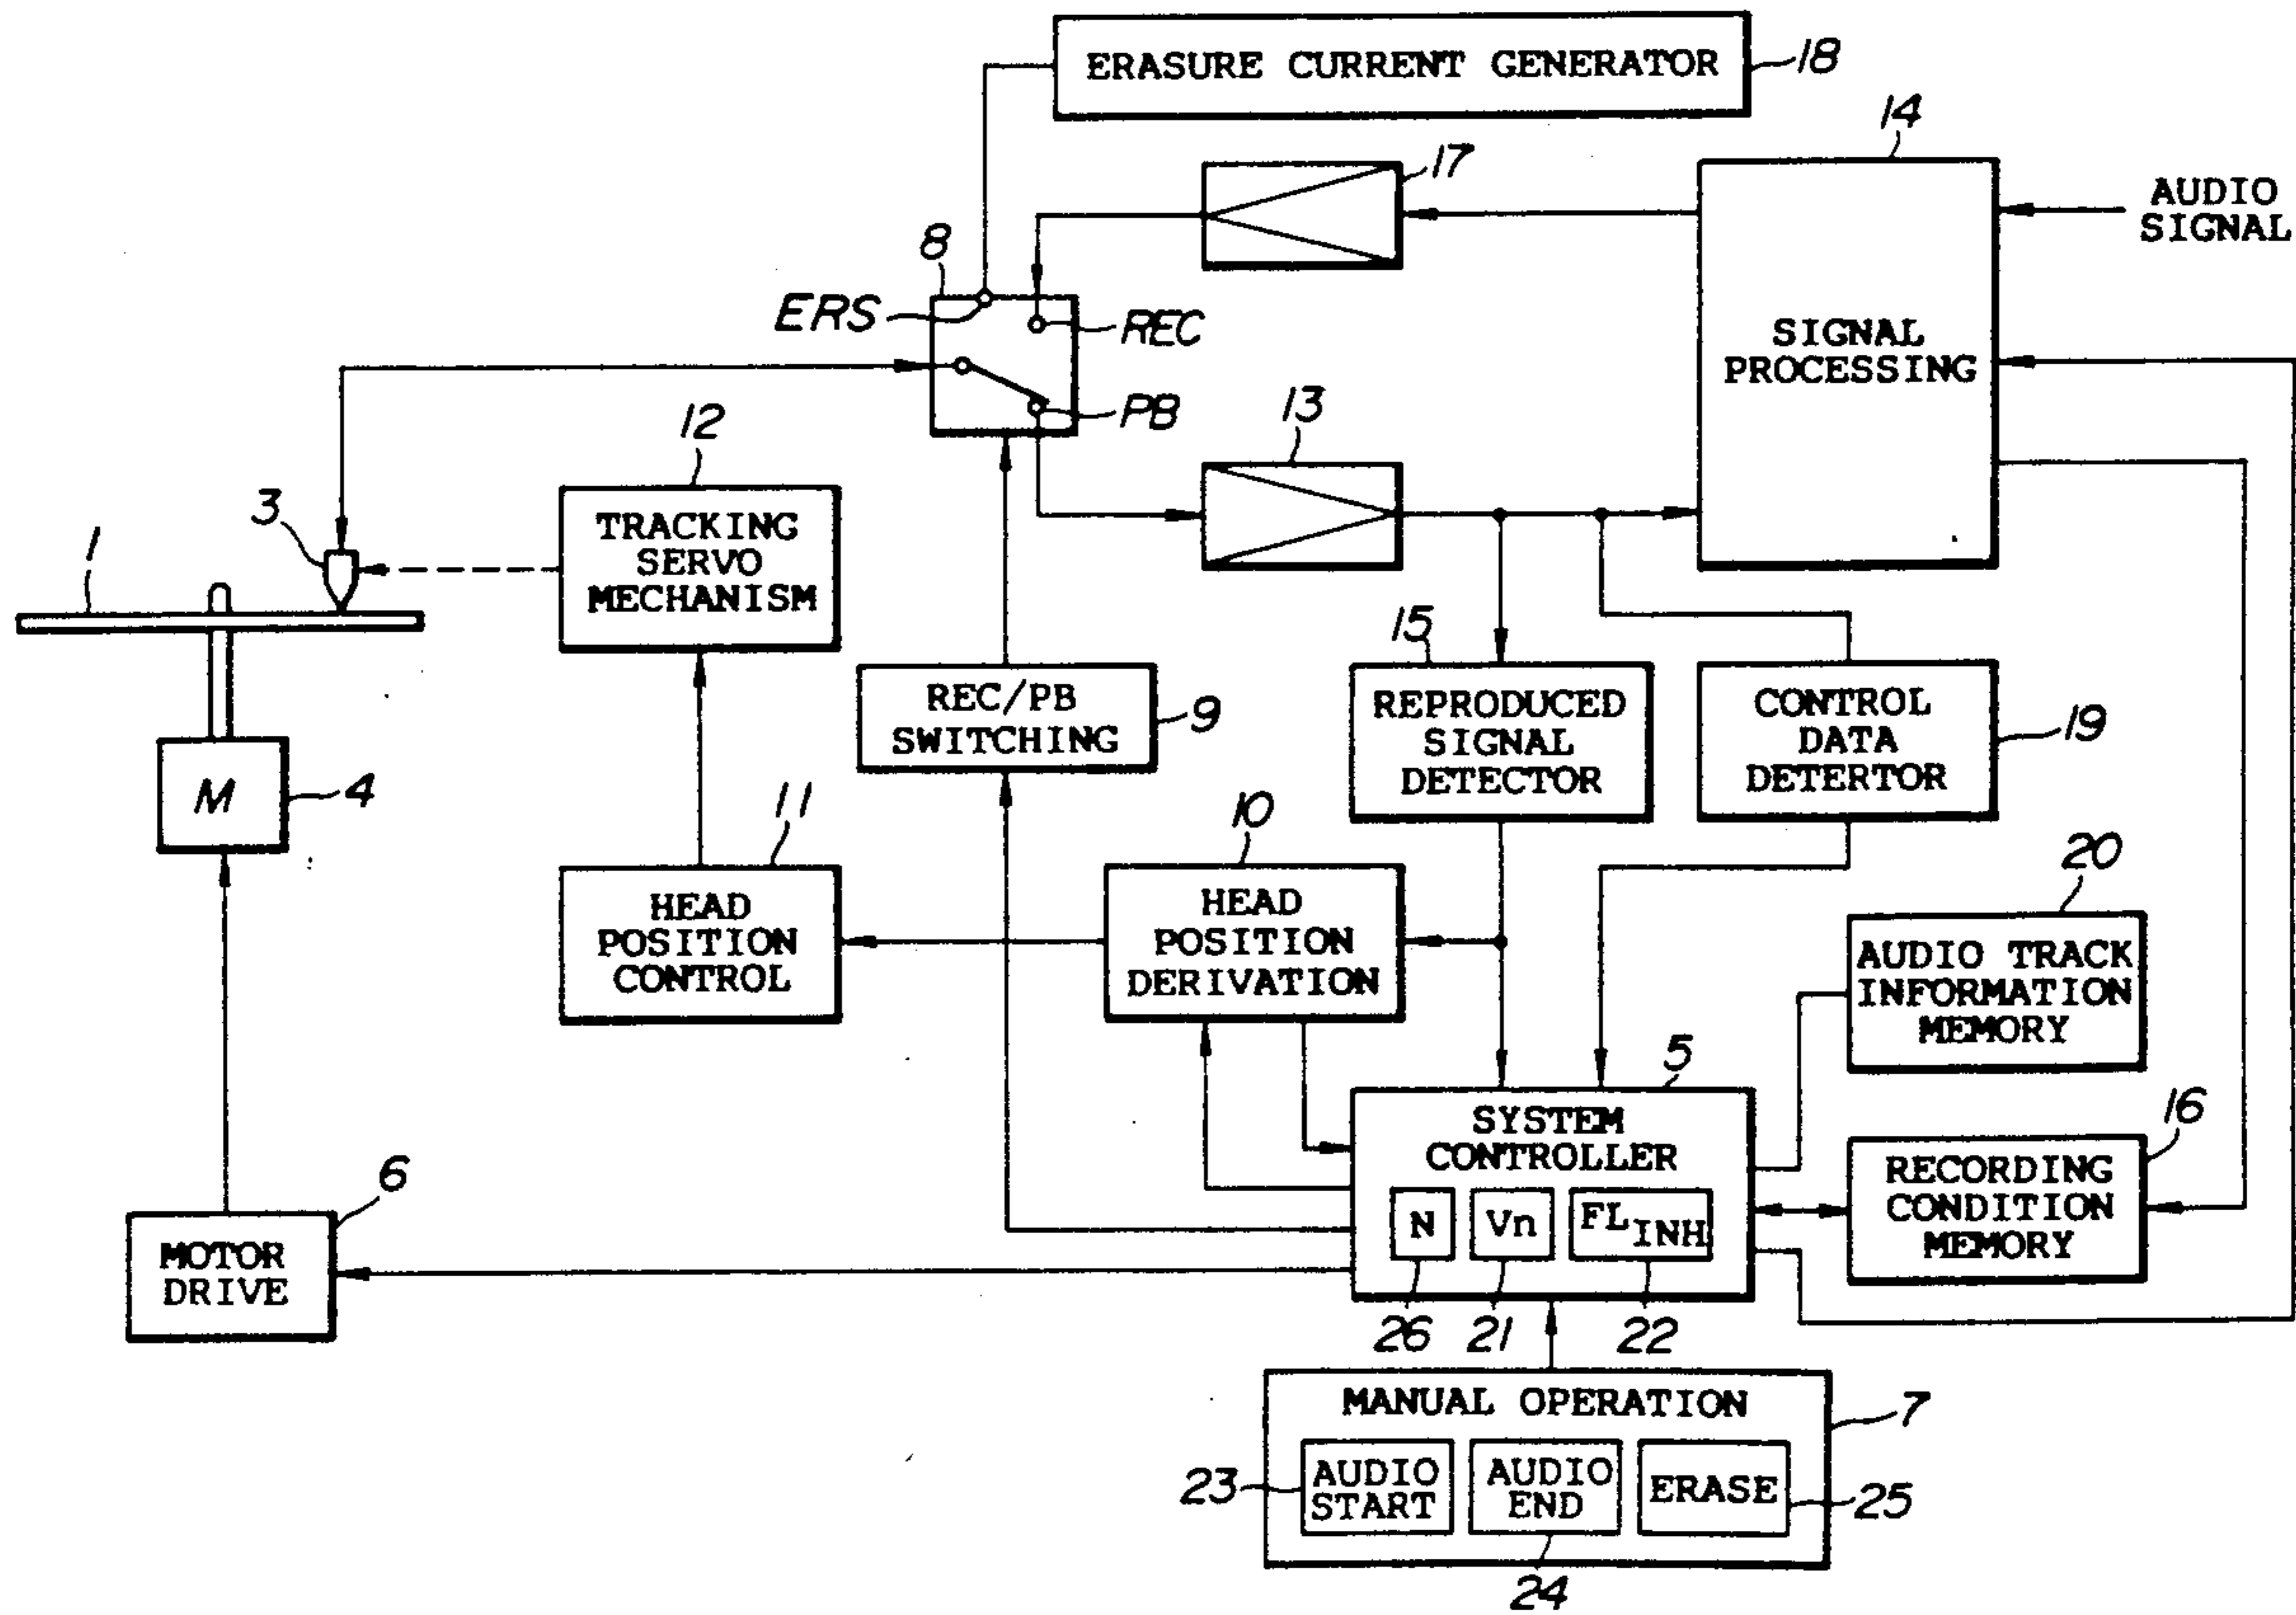 ERASURE CURRENT GENERATOR
18
14
17
AUDIO
SIGNAL
8
ERS
REC
SIGNAL
PROCESSING
PB
13
12
3
TRACKING
SERVO
MECHANISM
1
15
REC/PB
SWITCHING
9
REPRODUCED
SIGNAL
DETECTOR
CONTROL
DATA
DETERTOR
19
M
4
11
10
20
HEAD
POSITION
CONTROL
HEAD
POSITION
DERIVATION
AUDIO TRACK
INFORMATION
MEMORY
5
SYSTEM
CONTROLLER
16
6
RECORDING
CONDITION
MEMORY
N
Vn
FLINH
MOTOR
DRIVE
26
21
22
MANUAL OPERATION
7
23
AUDIO
START
AUDIO
END
ERASE
25
24